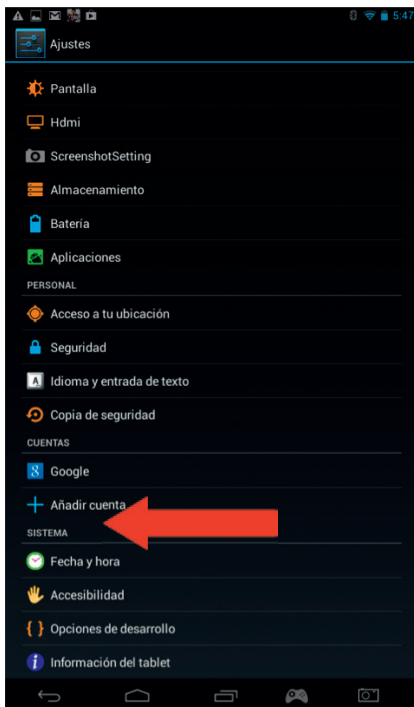 5:47
Ajustes
Pantalla
Hdmi
ScreenshotSetting
Almacenamiento
Batería
Aplicaciones
PERSONAL
Acceso a tu ubicación
Seguridad
A
Idioma y entrada de texto
Copia de seguridad
CUENTAS
8
Google
Añadir cuenta
SISTEMA
Fecha y hora
Accesibilidad
{ } Opciones de desarrollo
i
Información del tablet